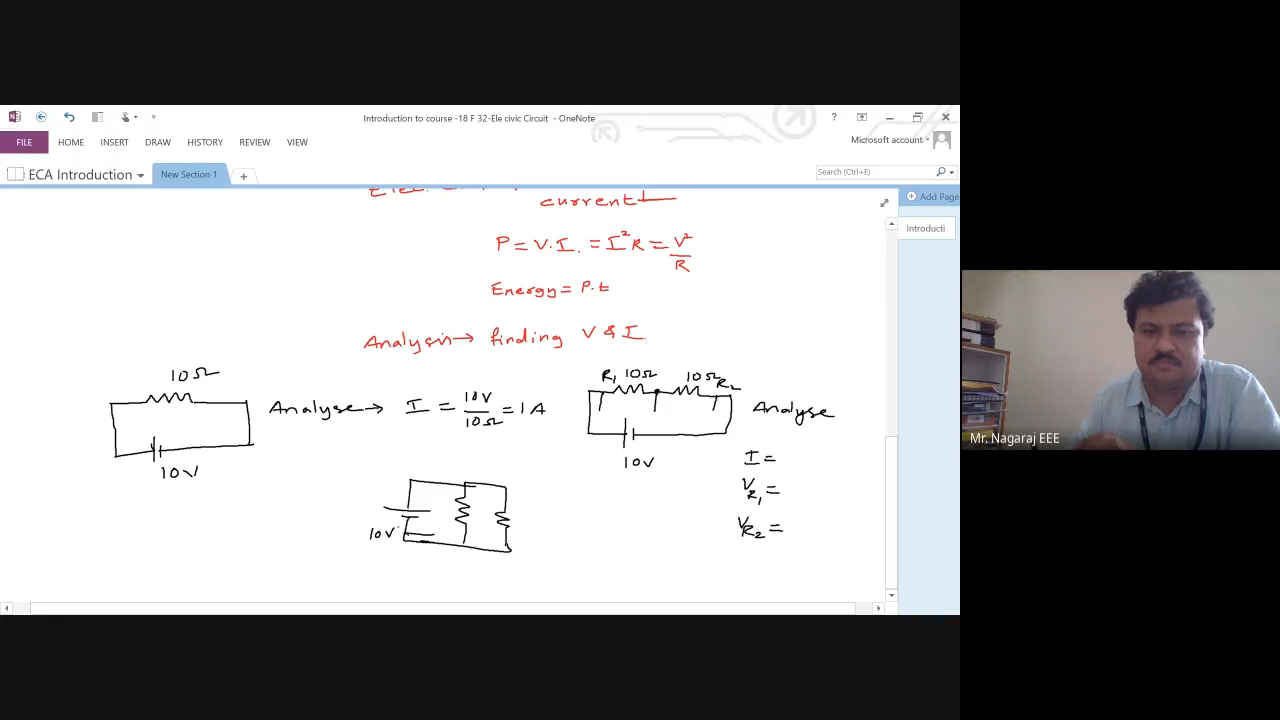 Introduction to course -18 F 32-Ele civic Circuit - OneNote
?
FILE HOME INSERT DRAW HISTORY REVIEW VIEW
Microsoft account
ECA Introduction
New Section 1
Search (Ctrl+E)
Add Page
Introducti
current
P = V.I. = I²R = V²/R
Energy = P.t
Analysis → finding V & I
10Ω
10V
Analyse → I = 10V/10Ω = 1A
R₁ 10Ω 10Ω R₂
10V
Analyse
I =
V_R₁ =
V_R₂ =
10V
Mr. Nagaraj EEE